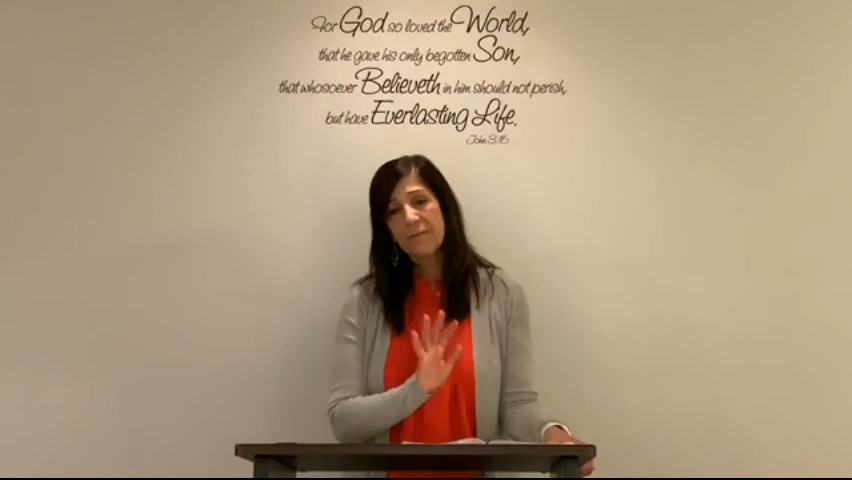 For God so loved the World,
that he gave his only begotten Son,
that whosoever Believeth in him should not perish,
but have Everlasting Life.
John 3:16